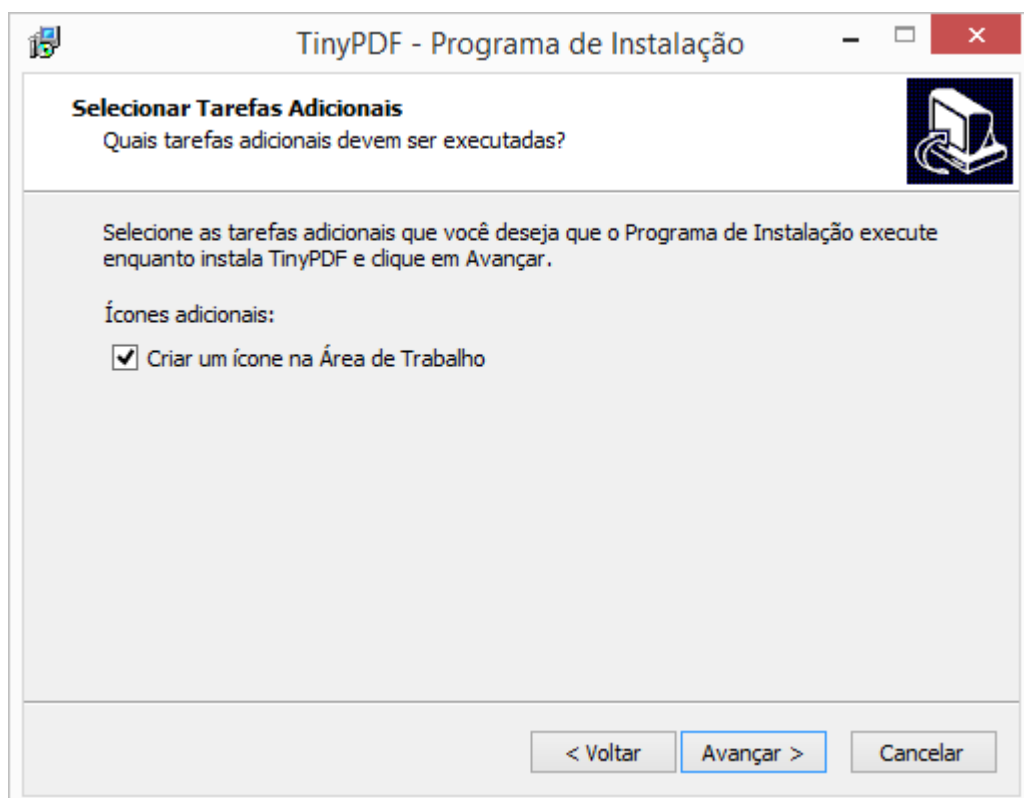 TinyPDF - Programa de Instalação
Selecionar Tarefas Adicionais
Quais tarefas adicionais devem ser executadas?
Selecione as tarefas adicionais que você deseja que o Programa de Instalação execute
enquanto instala TinyPDF e clique em Avançar.
Ícones adicionais:
Criar um ícone na Área de Trabalho
< Voltar
Avançar >
Cancelar